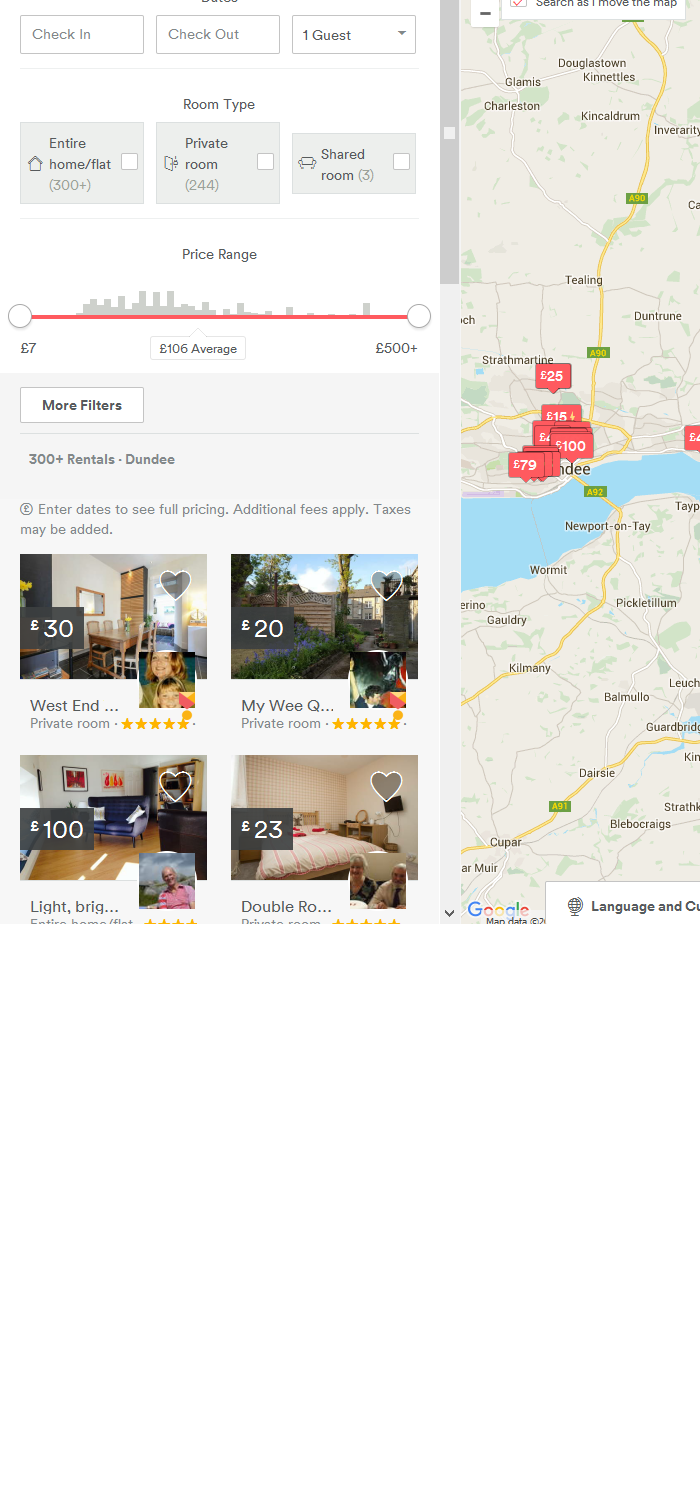 Dates
Check In
Check Out
1 Guest
Room Type
Entire
home/flat
(300+)
Private
room
(244)
Shared
room (3)
Price Range
£7
£106 Average
£500+
More Filters
300+ Rentals · Dundee
Enter dates to see full pricing. Additional fees apply. Taxes
may be added.
£ 30
£ 20
West End ...
Private room ·
My Wee Q...
Private room ·
£ 100
£ 23
Light, brig...
Entire home/flat
Double Ro...
Private room
Search as I move the map
Douglastown
Kinnettles
Glamis
Charleston
Kincaldrum
Inverarity
A90
Ca
Tealing
och
Duntrune
A90
Strathmartine
£25
£15
£4
£100
£4
£79
ndee
A92
Tayp
Newport-on-Tay
Wormit
erino
Pickletillum
Gauldry
Kilmany
Leuch
Balmullo
Guardbridg
Kin
Dairsie
A91
Strathk
Blebocraigs
Cupar
ar Muir
Google
Map data ©20
Language and Cu